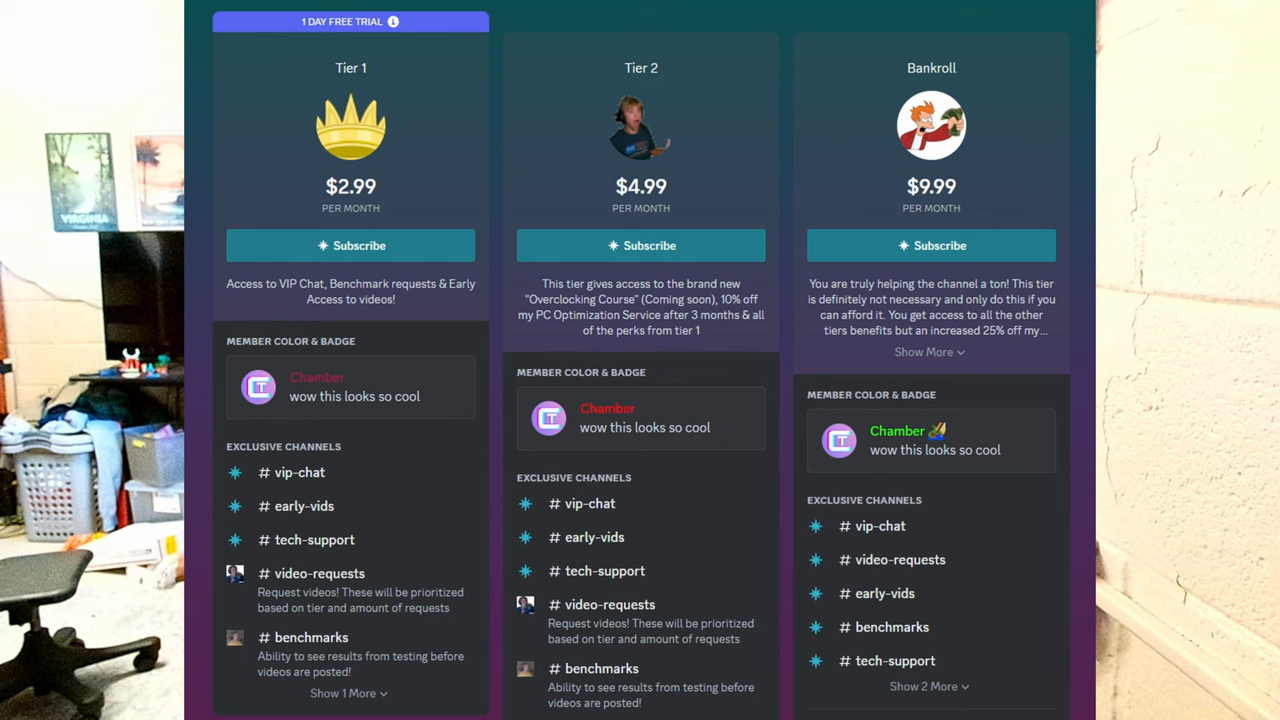 1 DAY FREE TRIAL
Tier 1
$2.99
PER MONTH
Subscribe
Access to VIP Chat, Benchmark requests & Early
Access to videos!
MEMBER COLOR & BADGE
Chamber
wow this looks so cool
EXCLUSIVE CHANNELS
# vip-chat
# early-vids
# tech-support
# video-requests
Request videos! These will be prioritized
based on tier and amount of requests
# benchmarks
Ability to see results from testing before
videos are posted!
Show 1 More
Tier 2
$4.99
PER MONTH
Subscribe
This tier gives access to the brand new
"Overclocking Course" (Coming soon), 10% off
my PC Optimization Service after 3 months & all
of the perks from tier 1
MEMBER COLOR & BADGE
Chamber
wow this looks so cool
EXCLUSIVE CHANNELS
# vip-chat
# early-vids
# tech-support
# video-requests
Request videos! These will be prioritized
based on tier and amount of requests
# benchmarks
Ability to see results from testing before
videos are posted!
Bankroll
$9.99
PER MONTH
Subscribe
You are truly helping the channel a ton! This tier
is definitely not necessary and only do this if you
can afford it. You get access to all the other
tiers benefits but an increased 25% off my...
Show More
MEMBER COLOR & BADGE
Chamber
wow this looks so cool
EXCLUSIVE CHANNELS
# vip-chat
# video-requests
# early-vids
# benchmarks
# tech-support
Show 2 More
VIRGINIA